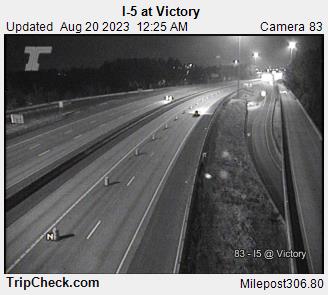 I-5 at Victory
Updated Aug 20 2023 12:25 AM Camera 83
T
N
83 - I5 @ Victory
TripCheck.com Milepost306.80